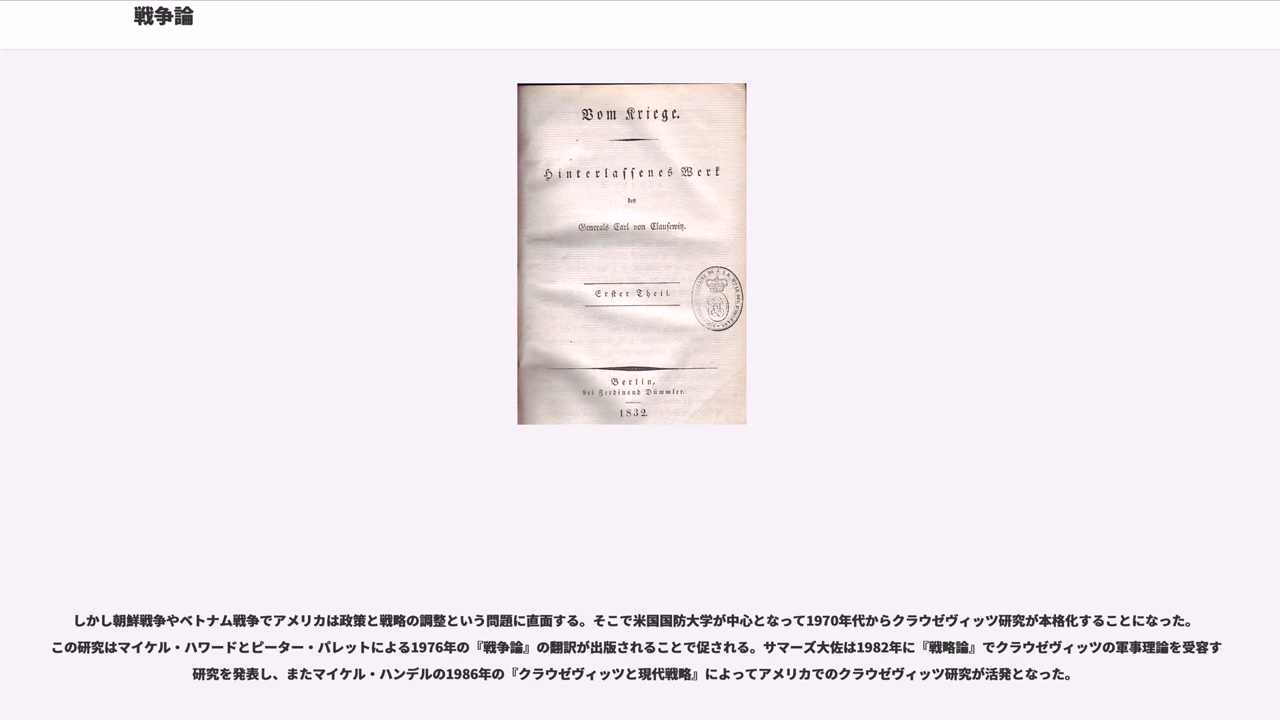 戦争論
Vom Kriege.
Hinterlassenes Werk
des
Generals Carl von Clausewitz.
Erster Theil.
Berlin,
bei Ferdinand Dümmler.
1832.
しかし朝鮮戦争やベトナム戦争でアメリカは政策と戦略の調整という問題に直面する。そこで米国国防大学が中心となって1970年代からクラウゼヴィッツ研究が本格化することになった。
この研究はマイケル・ハワードとピーター・パレットによる1976年の『戦争論』の翻訳が出版されることで促される。サマーズ大佐は1982年に『戦略論』でクラウゼヴィッツの軍事理論を受容す
研究を発表し、またマイケル・ハンデルの1986年の『クラウゼヴィッツと現代戦略』によってアメリカでのクラウゼヴィッツ研究が活発となった。